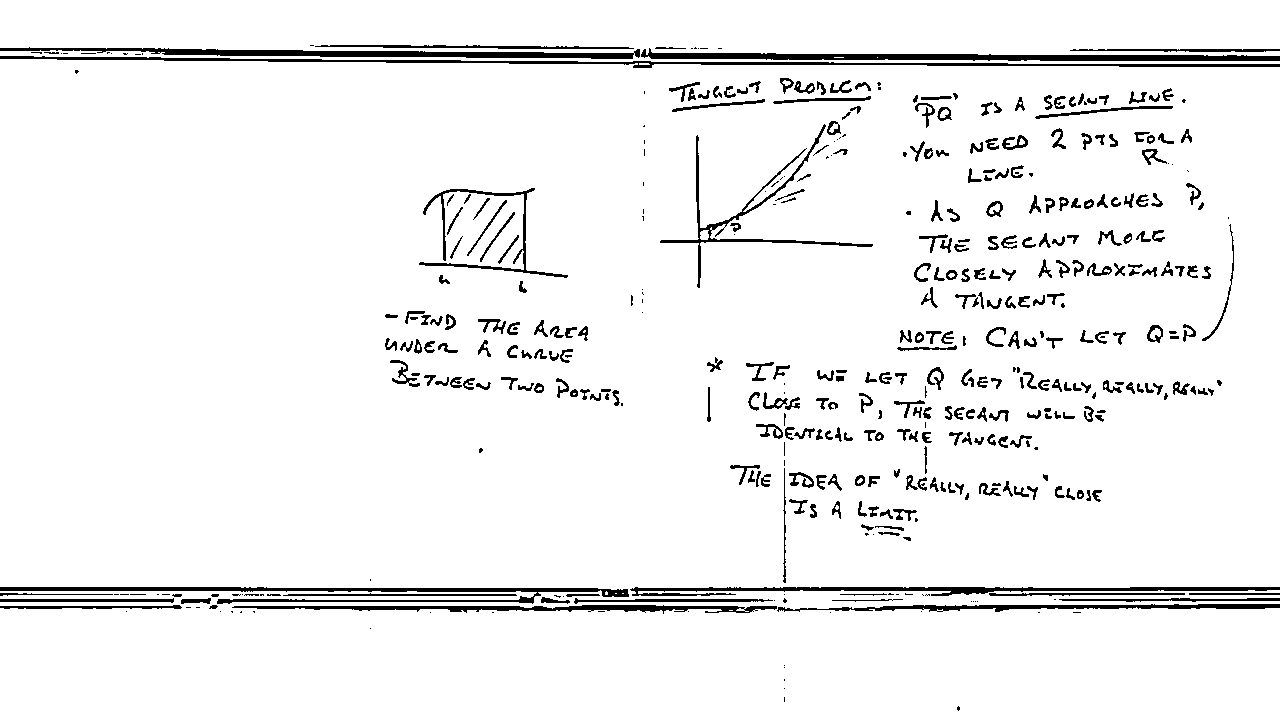 a b
- FIND THE AREA
UNDER A CURVE
BETWEEN TWO POINTS.
TANGENT PROBLEM:
Q
P
"PQ" IS A SECANT LINE.
• YOU NEED 2 PTS FOR A
LINE.
• AS Q APPROACHES P,
THE SECANT MORE
CLOSELY APPROXIMATES
A TANGENT.
NOTE: CAN'T LET Q=P
* IF WE LET Q GET "REALLY, REALLY, REALLY"
CLOSE TO P, THE SECANT WILL BE
IDENTICAL TO THE TANGENT.
THE IDEA OF "REALLY, REALLY" CLOSE
IS A LIMIT.